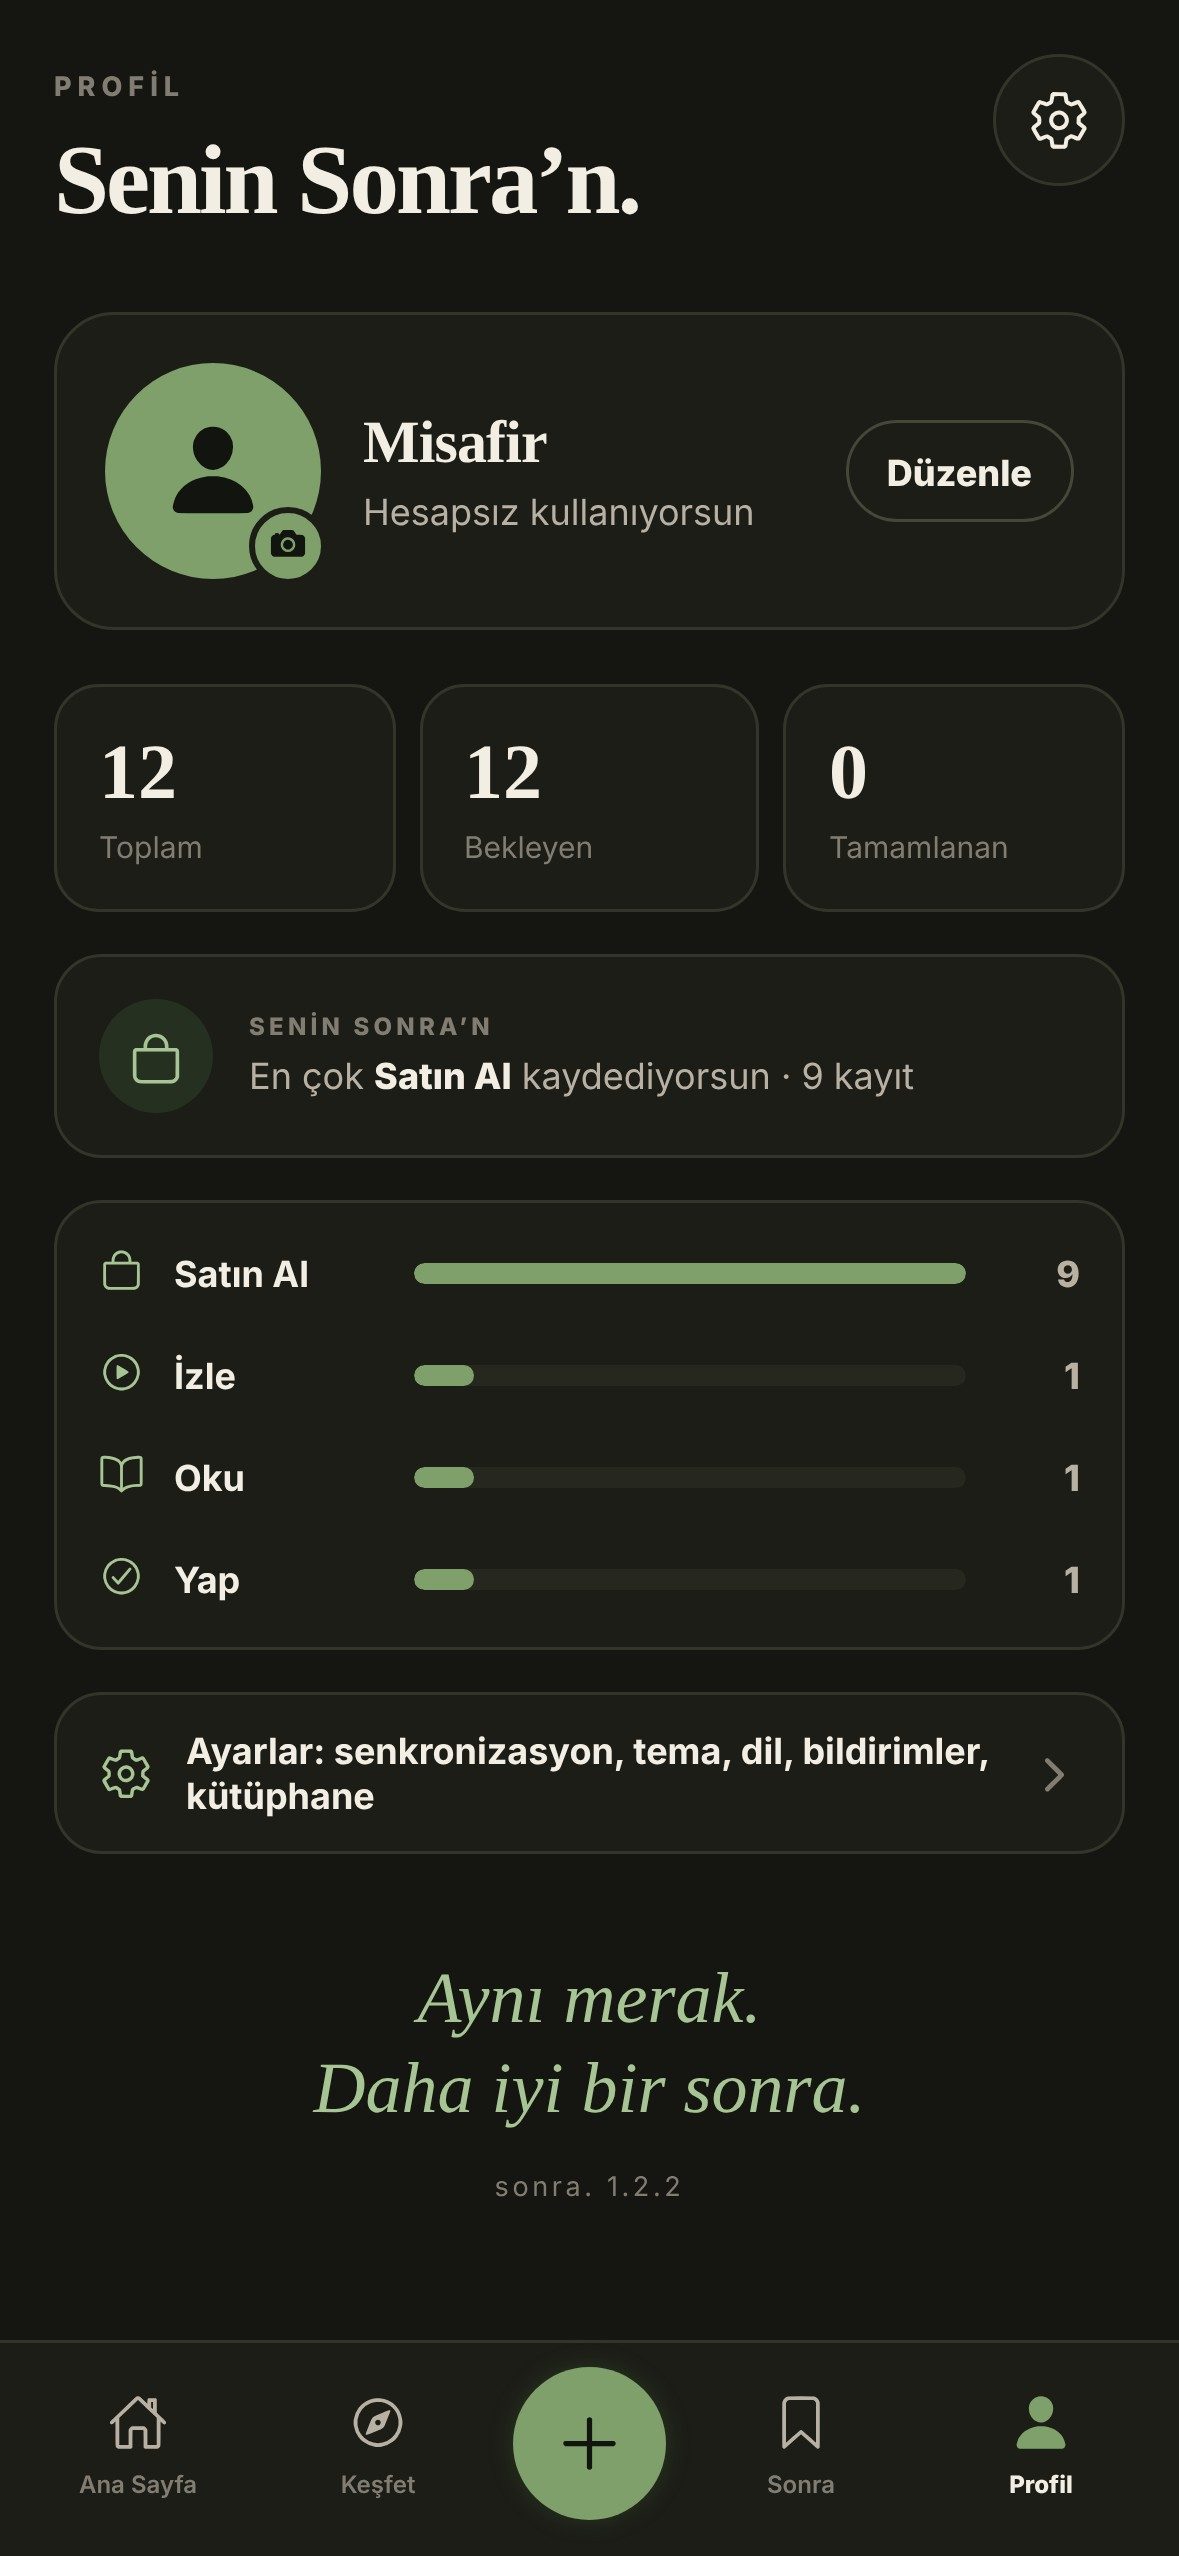 PROFİL
Senin Sonra’n.
Misafir
Hesapsız kullanıyorsun
Düzenle
12
Toplam
12
Bekleyen
0
Tamamlanan
SENİN SONRA’N
En çok Satın Al kaydediyorsun · 9 kayıt
Satın Al 9
İzle 1
Oku 1
Yap 1
Ayarlar: senkronizasyon, tema, dil, bildirimler,
kütüphane
Aynı merak.
Daha iyi bir sonra.
sonra. 1.2.2
Ana Sayfa
Keşfet
Sonra
Profil